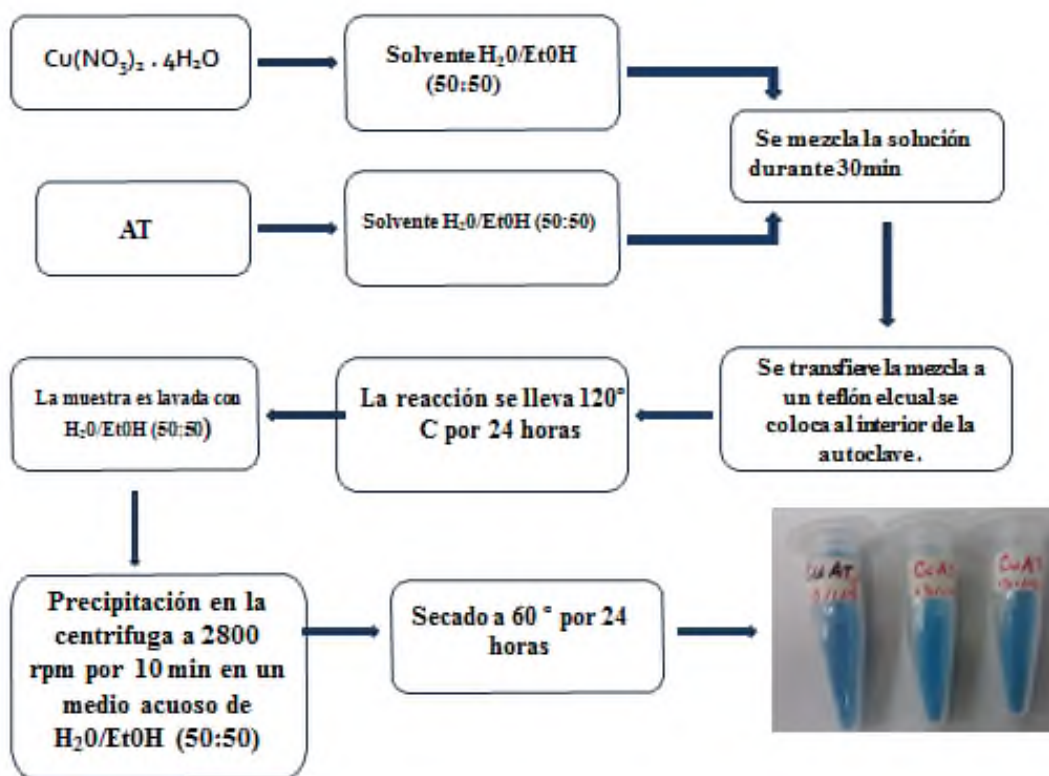 Cu(NO₃)₂ . 4H₂O
Solvente H₂0/Et0H
(50:50)
Se mezcla la solución
durante 30min
AT
Solvente H₂0/Et0H (50:50)
Se transfiere la mezcla a
un teflón elcual se
coloca al interior de la
autoclave.
La reacción se lleva 120°
C por 24 horas
La muestra es lavada con
H₂0/Et0H (50:50)
Precipitación en la
centrifuga a 2800
rpm por 10 min en un
medio acuoso de
H₂0/Et0H (50:50)
Secado a 60 ° por 24
horas
Cu AT
Cu AT
Cu AT